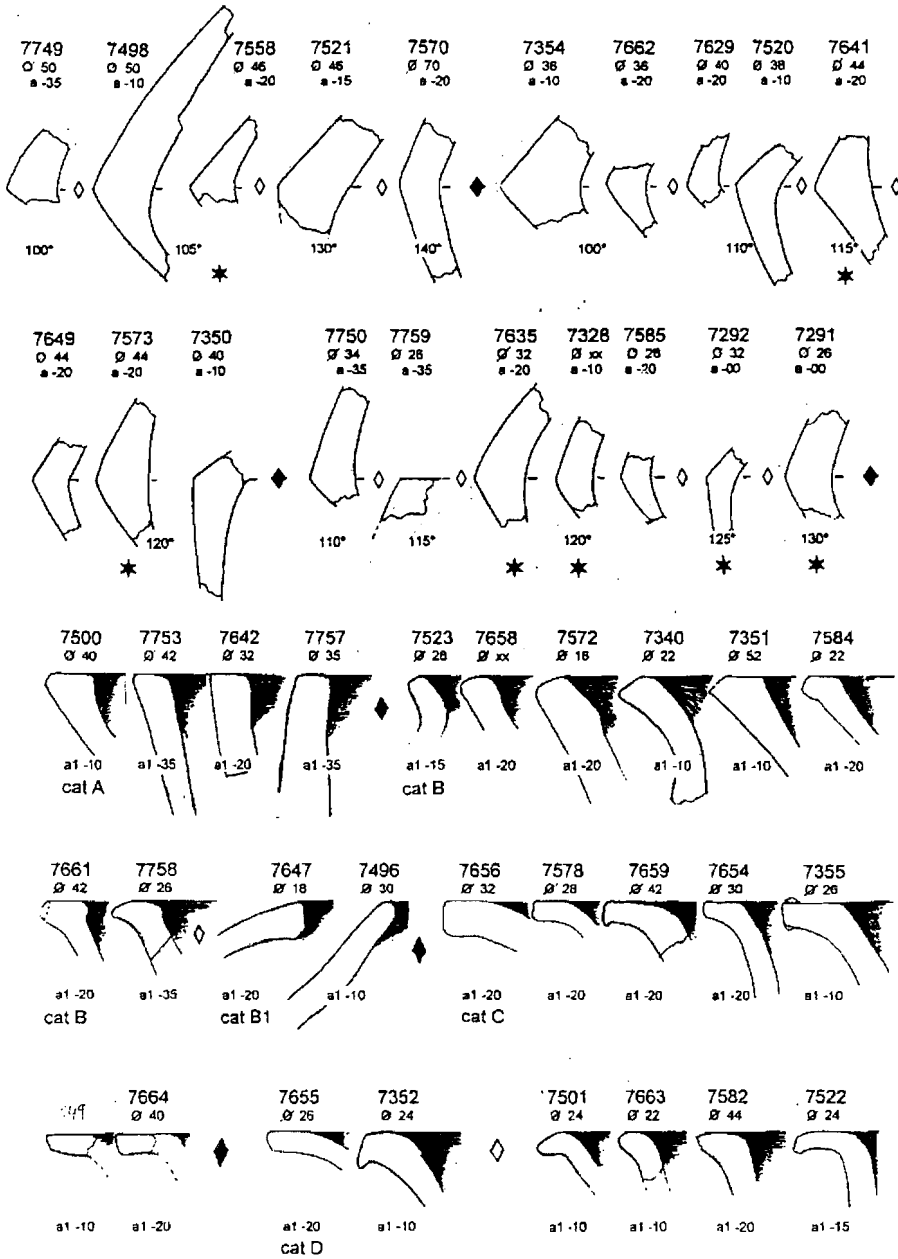 7749 7498 7558 7521 7570 7354 7662 7629 7520 7641
Ø 50 Ø 50 Ø 46 Ø 46 Ø 70 Ø 36 Ø 36 Ø 40 Ø 38 Ø 44
a -35 a -10 a -20 a -15 a -20 a -10 a -20 a -20 a -10 a -20
100° 105° 130° 140° 100° 110° 115°
7649 7573 7350 7750 7759 7635 7328 7585 7292 7291
Ø 44 Ø 44 Ø 40 Ø 34 Ø 28 Ø 32 Ø xx Ø 28 Ø 32 Ø 26
a -20 a -20 a -10 a -35 a -35 a -20 a -10 a -20 a -00 a -00
120° 110° 115° 120° 125° 130°
7500 7753 7642 7757 7523 7658 7572 7340 7351 7584
Ø 40 Ø 42 Ø 32 Ø 35 Ø 28 Ø xx Ø 18 Ø 22 Ø 52 Ø 22
a1 -10 a1 -35 a1 -20 a1 -35 a1 -15 a1 -20 a1 -20 a1 -10 a1 -10 a1 -20
cat A cat B
7661 7758 7647 7496 7656 7578 7659 7654 7355
Ø 42 Ø 26 Ø 18 Ø 30 Ø 32 Ø 28 Ø 42 Ø 30 Ø 26
a1 -20 a1 -35 a1 -20 a1 -10 a1 -20 a1 -20 a1 -20 a1 -20 a1 -10
cat B cat B1 cat C
7664 7655 7352 7501 7663 7582 7522
Ø 40 Ø 26 Ø 24 Ø 24 Ø 22 Ø 44 Ø 24
a1 -10 a1 -20 a1 -20 a1 -10 a1 -10 a1 -10 a1 -20 a1 -15
cat D